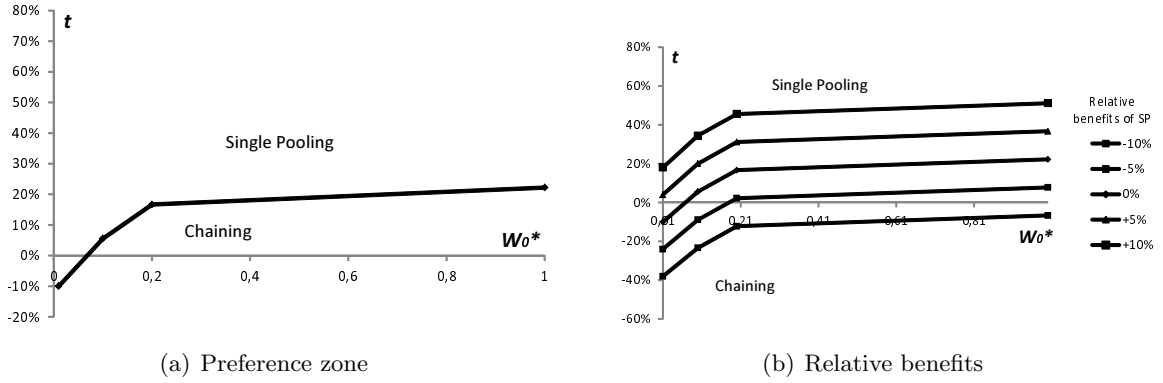 80%
t
70%
60%
50%
40%
Single Pooling
30%
20%
10%
Chaining
W0*
0%
0
0,2
0,4
0,6
0,8
1
-10%
-20%
(a) Preference zone
80%
t
60%
Single Pooling
40%
20%
0%
0,01
0,21
0,41
0,61
0,81
W0*
-20%
Chaining
-40%
-60%
Relative
benefits of SP
-10%
-5%
0%
+5%
+10%
(b) Relative benefits